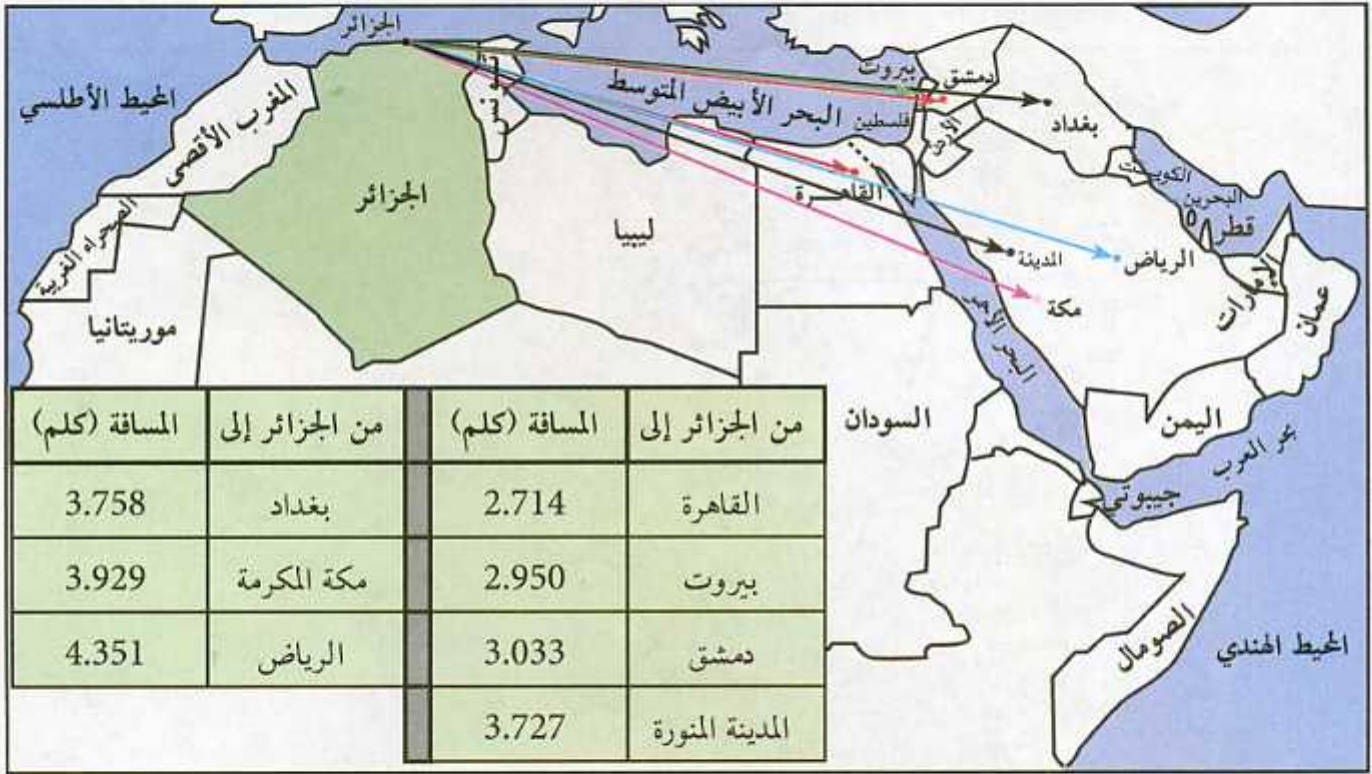 الجزائر
المحيط الأطلسي
المغرب الأقصى
تونس
البحر الأبيض المتوسط
بيروت
دمشق
فلسطين
الأردن
بغداد
الكويت
البحرين
قطر
الصحراء الغربية
موريتانيا
الجزائر
ليبيا
القاهرة
المدينة
مكة
الرياض
الإمارات
عمان
البحر الأحمر
السودان
اليمن
بحر العرب
جيبوتي
الصومال
المحيط الهندي
من الجزائر إلى المسافة (كلم) من الجزائر إلى المسافة (كلم)
القاهرة 2.714 بغداد 3.758
بيروت 2.950 مكة المكرمة 3.929
دمشق 3.033 الرياض 4.351
المدينة المنورة 3.727